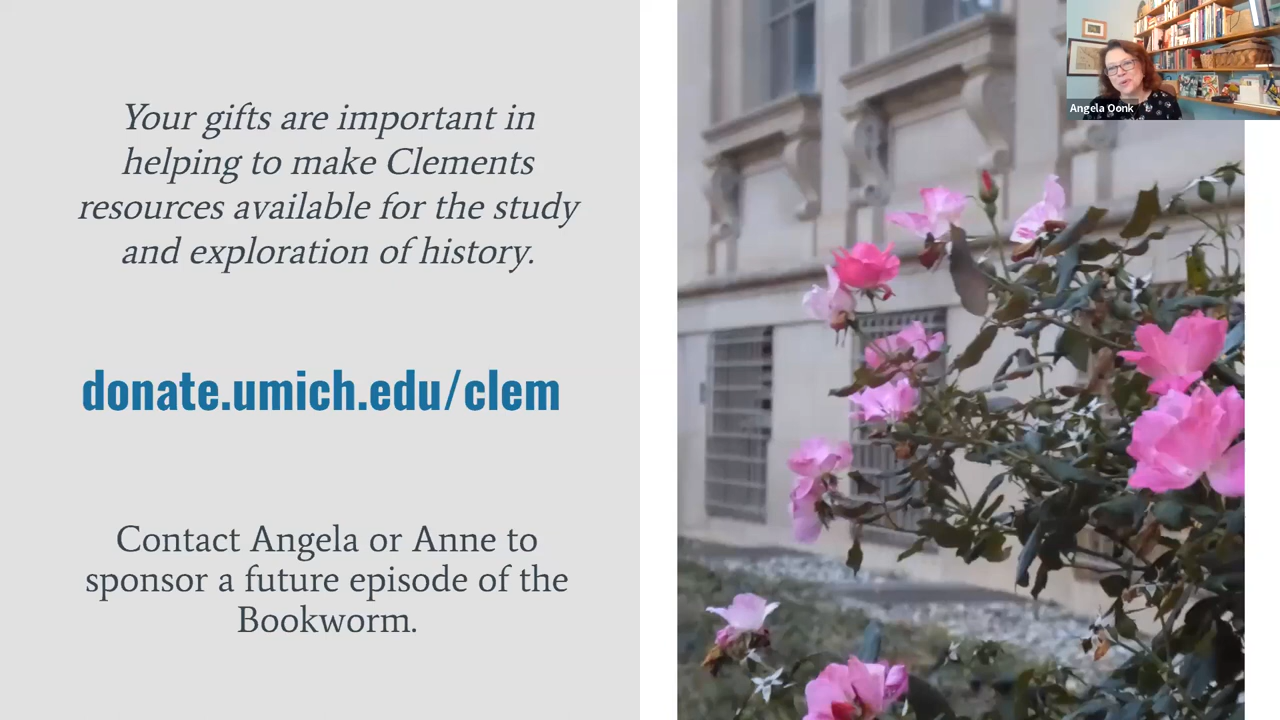 Your gifts are important in
helping to make Clements
resources available for the study
and exploration of history.
donate.umich.edu/clem
Contact Angela or Anne to
sponsor a future episode of the
Bookworm.
Angela Oonk